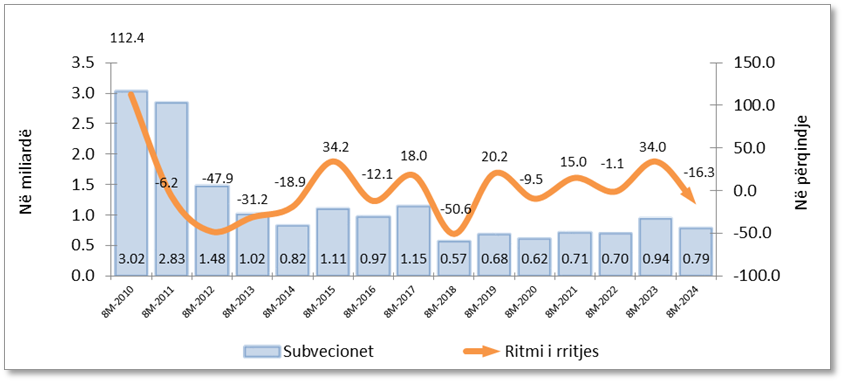 112.4
3.5
3.0
2.5
2.0
1.5
1.0
0.5
0.0
Në miliardë
150.0
100.0
50.0
0.0
-50.0
-100.0
Në përqindje
-6.2
-47.9
-31.2
-18.9
34.2
-12.1
18.0
-50.6
20.2
-9.5
15.0
-1.1
34.0
-16.3
3.02
2.83
1.48
1.02
0.82
1.11
0.97
1.15
0.57
0.68
0.62
0.71
0.70
0.94
0.79
8M-2010
8M-2011
8M-2012
8M-2013
8M-2014
8M-2015
8M-2016
8M-2017
8M-2018
8M-2019
8M-2020
8M-2021
8M-2022
8M-2023
8M-2024
Subvecionet
Ritmi i rritjes